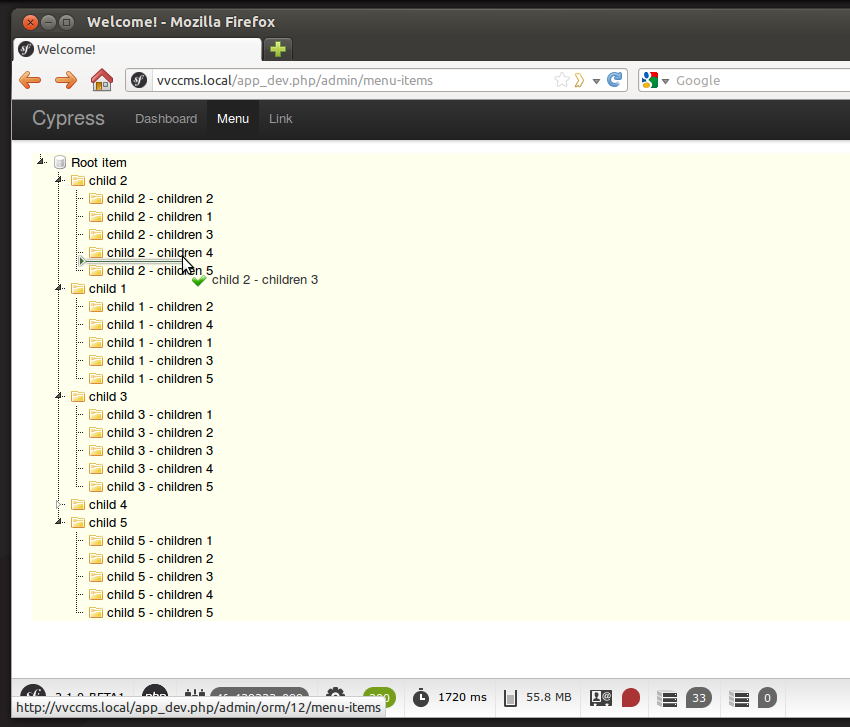 Welcome! - Mozilla Firefox
Welcome!
vvccms.local/app_dev.php/admin/menu-items
Google
Cypress Dashboard Menu Link
Root item
child 2
child 2 - children 2
child 2 - children 1
child 2 - children 3
child 2 - children 4
child 2 - children 5
child 2 - children 3
child 1
child 1 - children 2
child 1 - children 4
child 1 - children 1
child 1 - children 3
child 1 - children 5
child 3
child 3 - children 1
child 3 - children 2
child 3 - children 3
child 3 - children 4
child 3 - children 5
child 4
child 5
child 5 - children 1
child 5 - children 2
child 5 - children 3
child 5 - children 4
child 5 - children 5
sf 2.1.0-BETA1 php 200 1720 ms 55.8 MB 33 0
http://vvccms.local/app_dev.php/admin/orm/12/menu-items